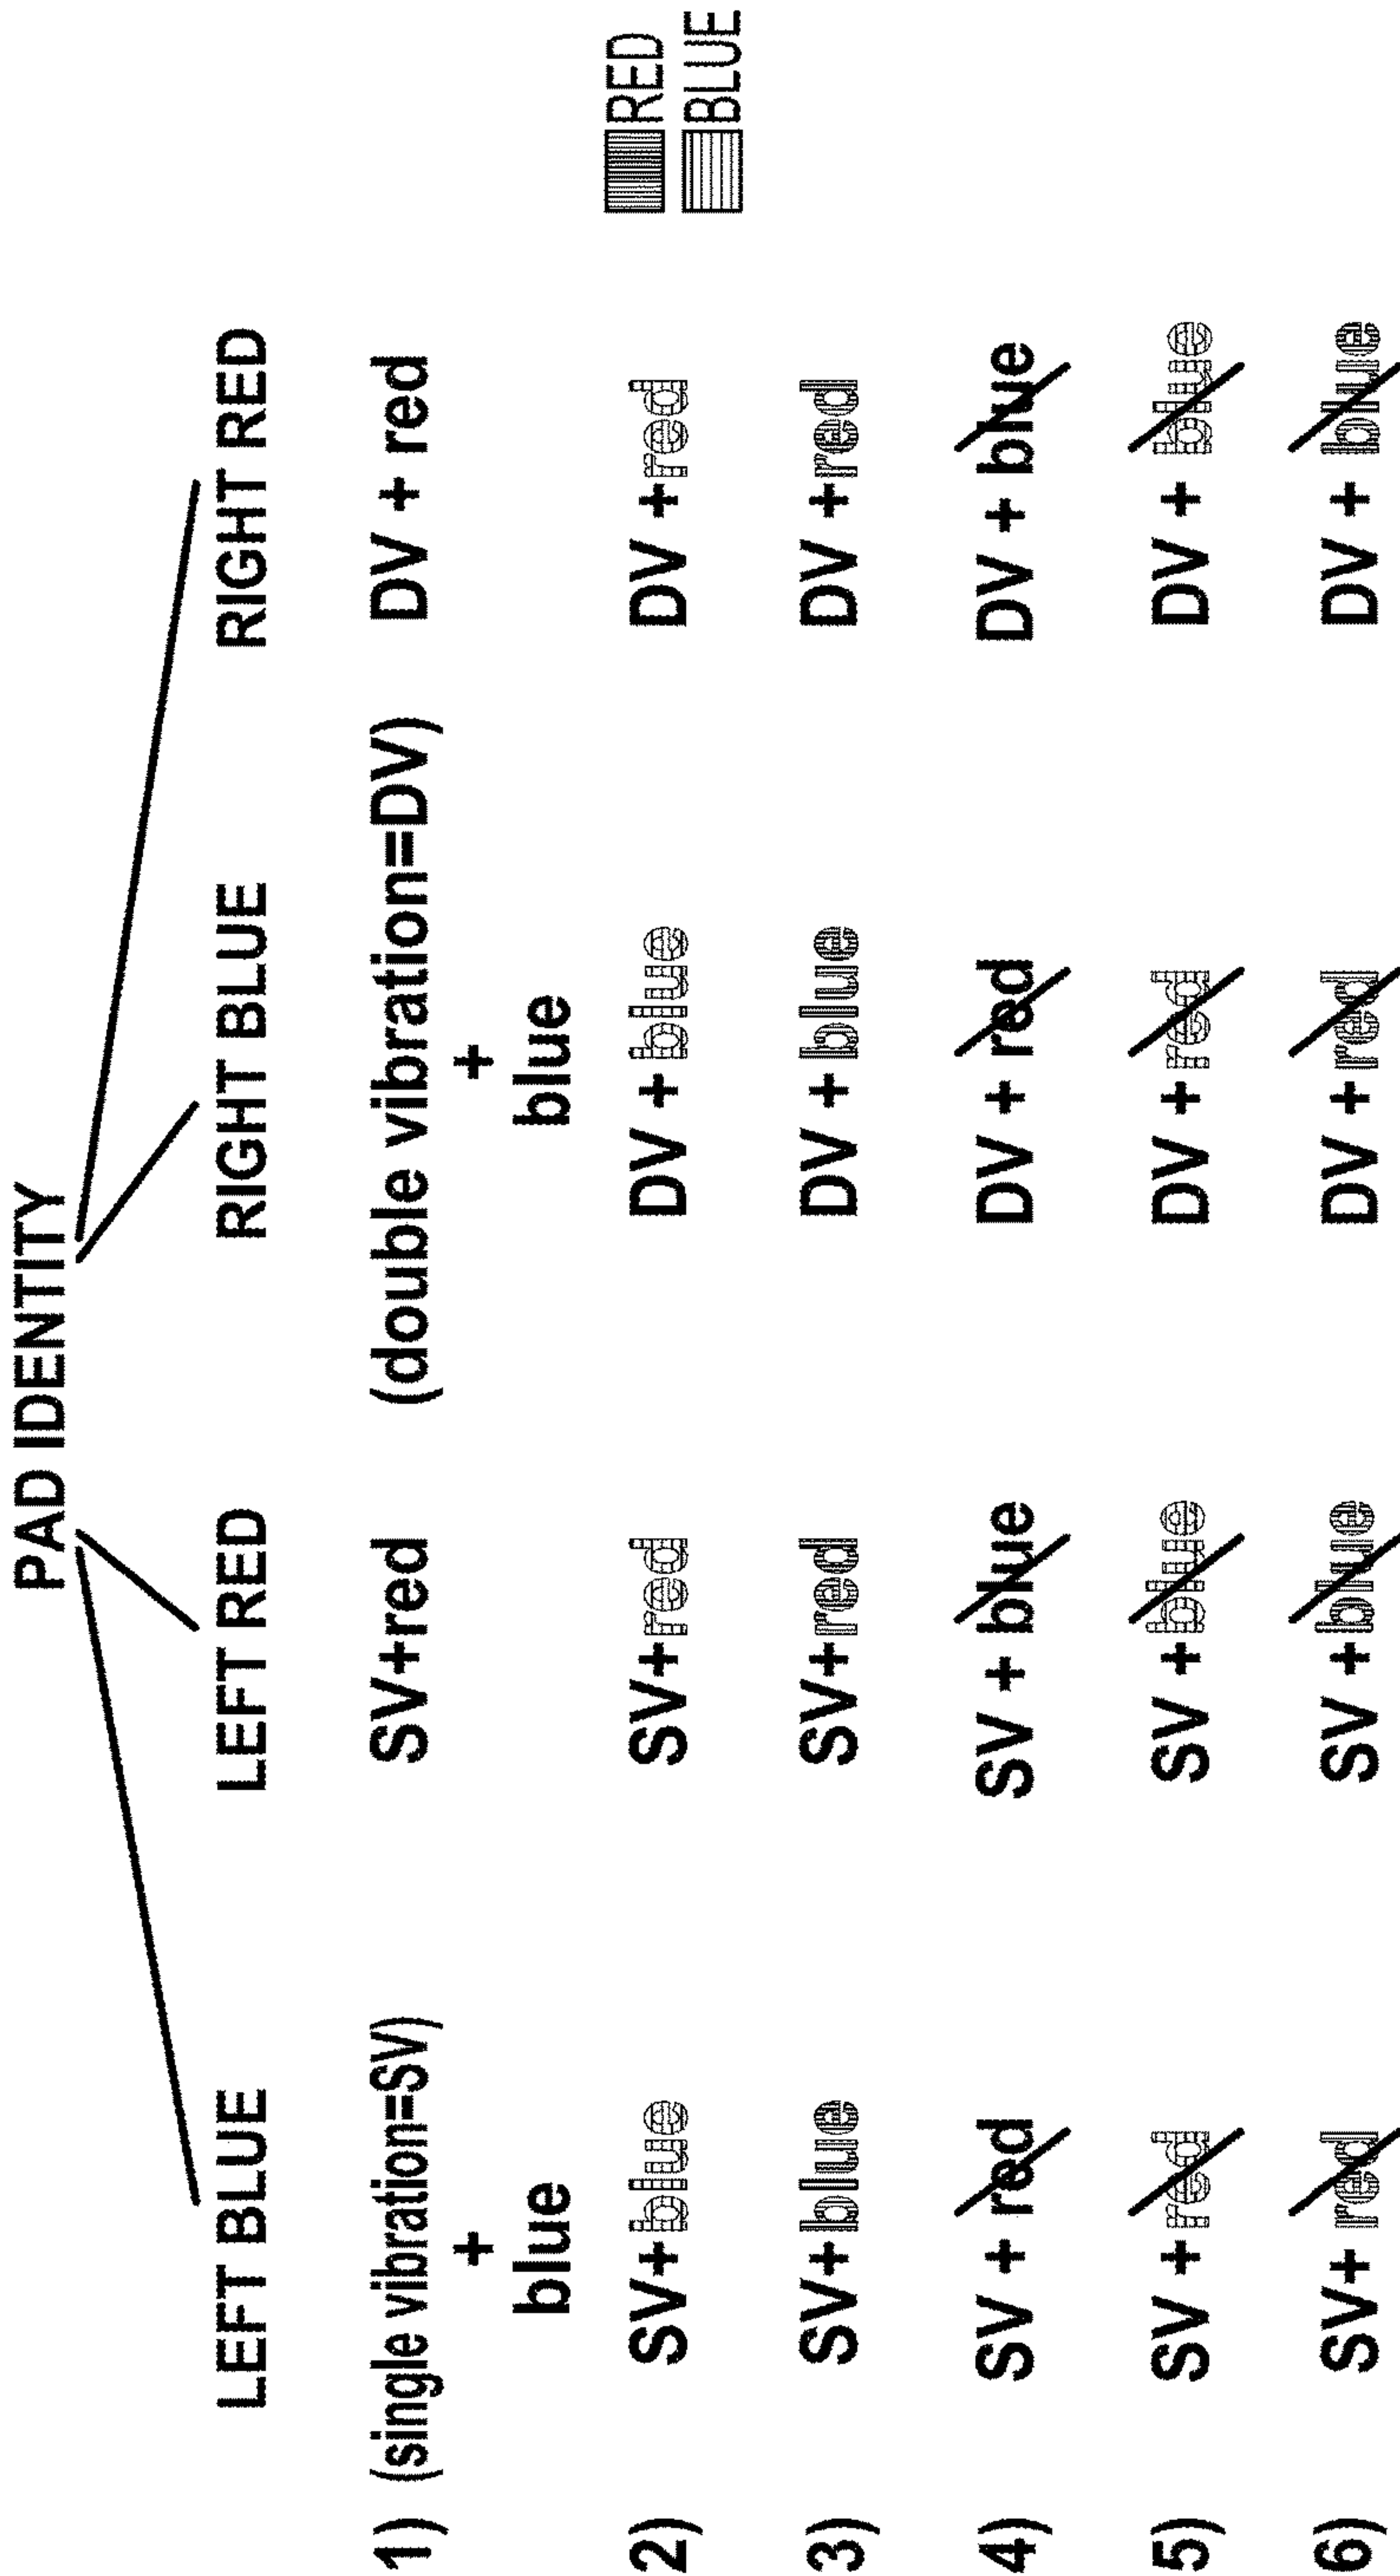 PAD IDENTITY
LEFT BLUE LEFT RED RIGHT BLUE RIGHT RED
1) (single vibration=SV) SV+red (double vibration=DV) DV + red
+ +
blue blue
2) SV+blue SV+red DV + blue DV +red
3) SV+blue SV+red DV + blue DV +red
4) SV + red SV + blue DV + red DV + blue
5) SV +red SV +blue DV +red DV + blue
6) SV+ red SV +blue DV +red DV + blue
RED
BLUE